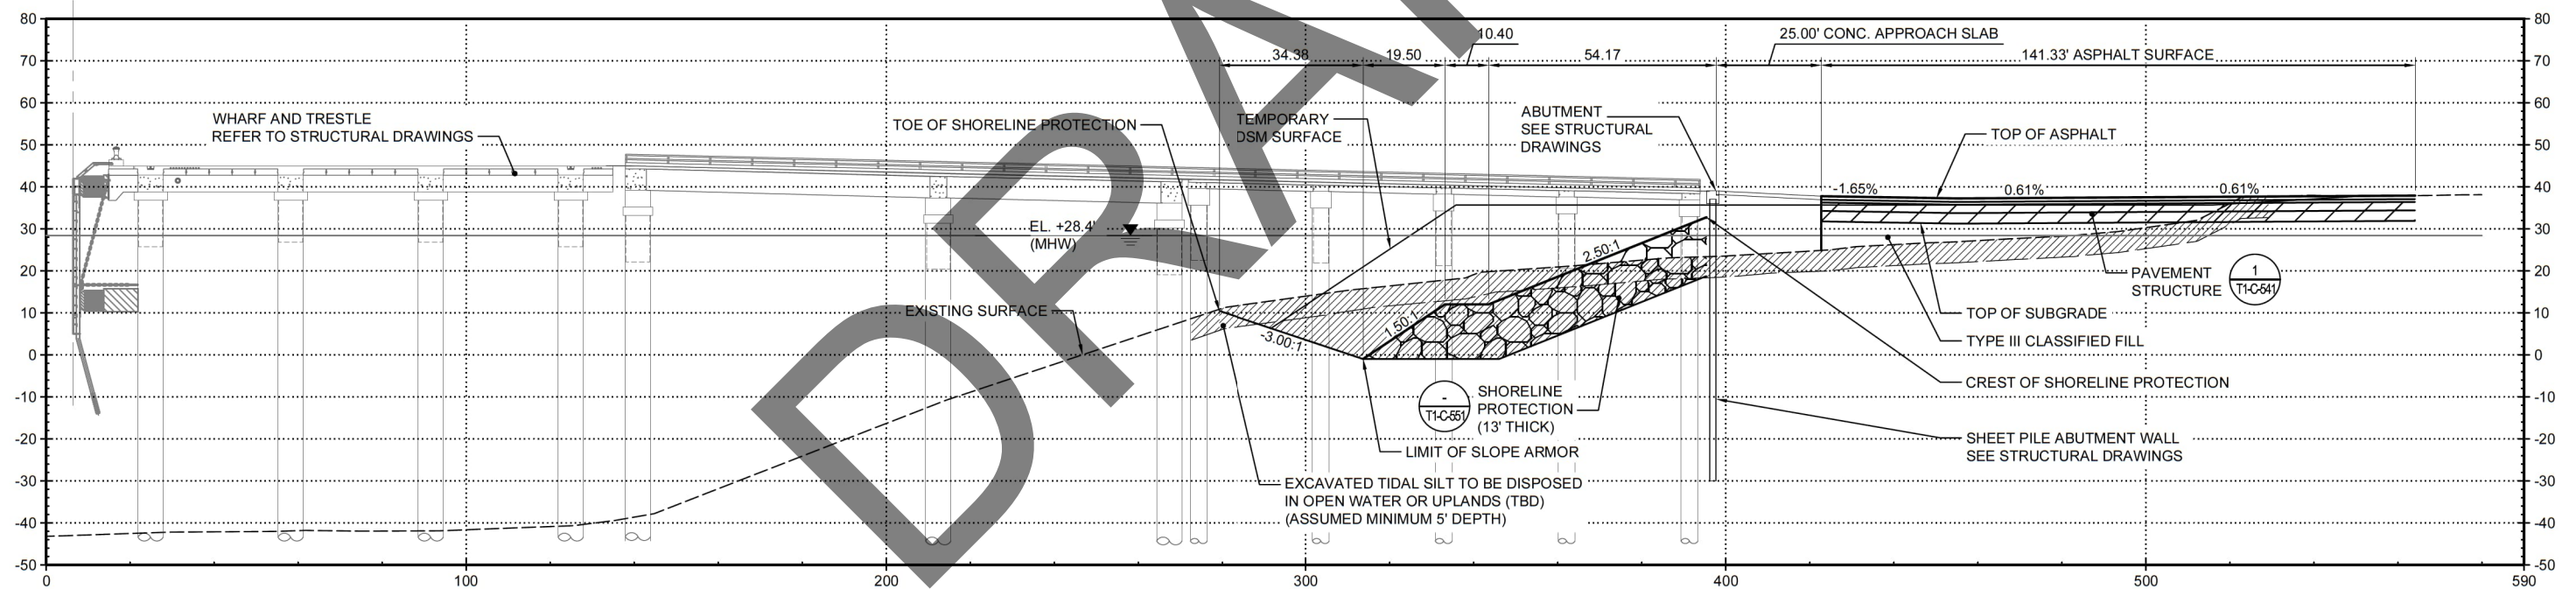 80
70
60
50
40
30
20
10
0
-10
-20
-30
-40
-50
0
100
200
300
400
500
590
80
70
60
50
40
30
20
10
0
-10
-20
-30
-40
-50
34.38
19.50
10.40
54.17
25.00' CONC. APPROACH SLAB
141.33' ASPHALT SURFACE
WHARF AND TRESTLE
REFER TO STRUCTURAL DRAWINGS
TOE OF SHORELINE PROTECTION
TEMPORARY
DSM SURFACE
ABUTMENT
SEE STRUCTURAL
DRAWINGS
TOP OF ASPHALT
-1.65%
0.61%
0.61%
EL. +28.4'
(MHW)
2.50:1
EXISTING SURFACE
-3.00:1
1.50:1
PAVEMENT
STRUCTURE
1
T1-C-541
TOP OF SUBGRADE
TYPE III CLASSIFIED FILL
CREST OF SHORELINE PROTECTION
-
T1-C-551
SHORELINE
PROTECTION
(13' THICK)
LIMIT OF SLOPE ARMOR
SHEET PILE ABUTMENT WALL
SEE STRUCTURAL DRAWINGS
EXCAVATED TIDAL SILT TO BE DISPOSED
IN OPEN WATER OR UPLANDS (TBD)
(ASSUMED MINIMUM 5' DEPTH)
DRA